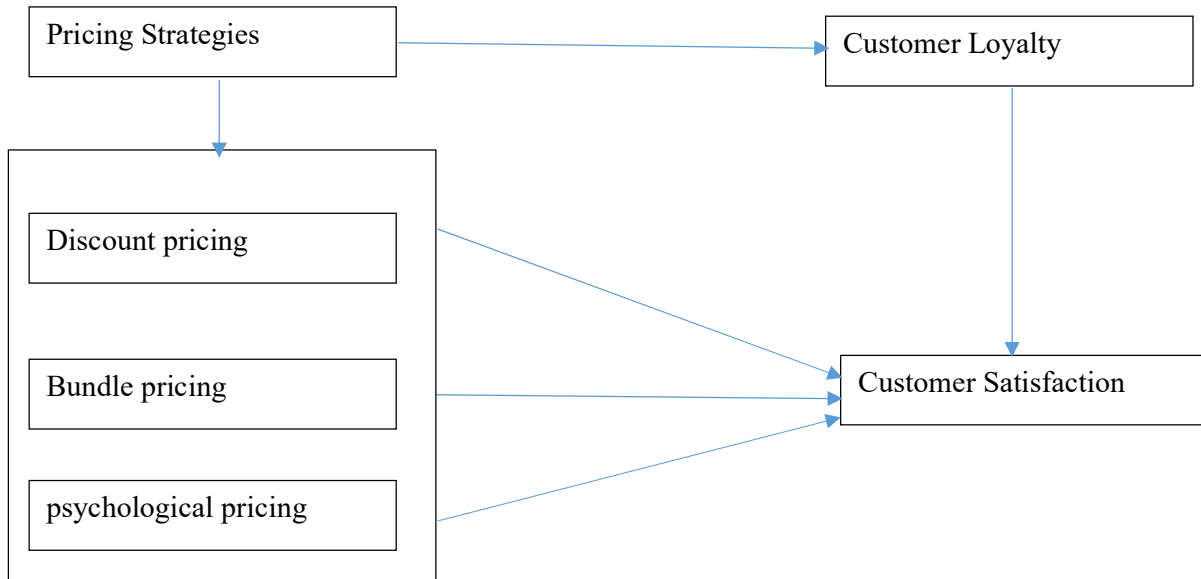 Pricing Strategies
Customer Loyalty
Discount pricing
Bundle pricing
Customer Satisfaction
psychological pricing